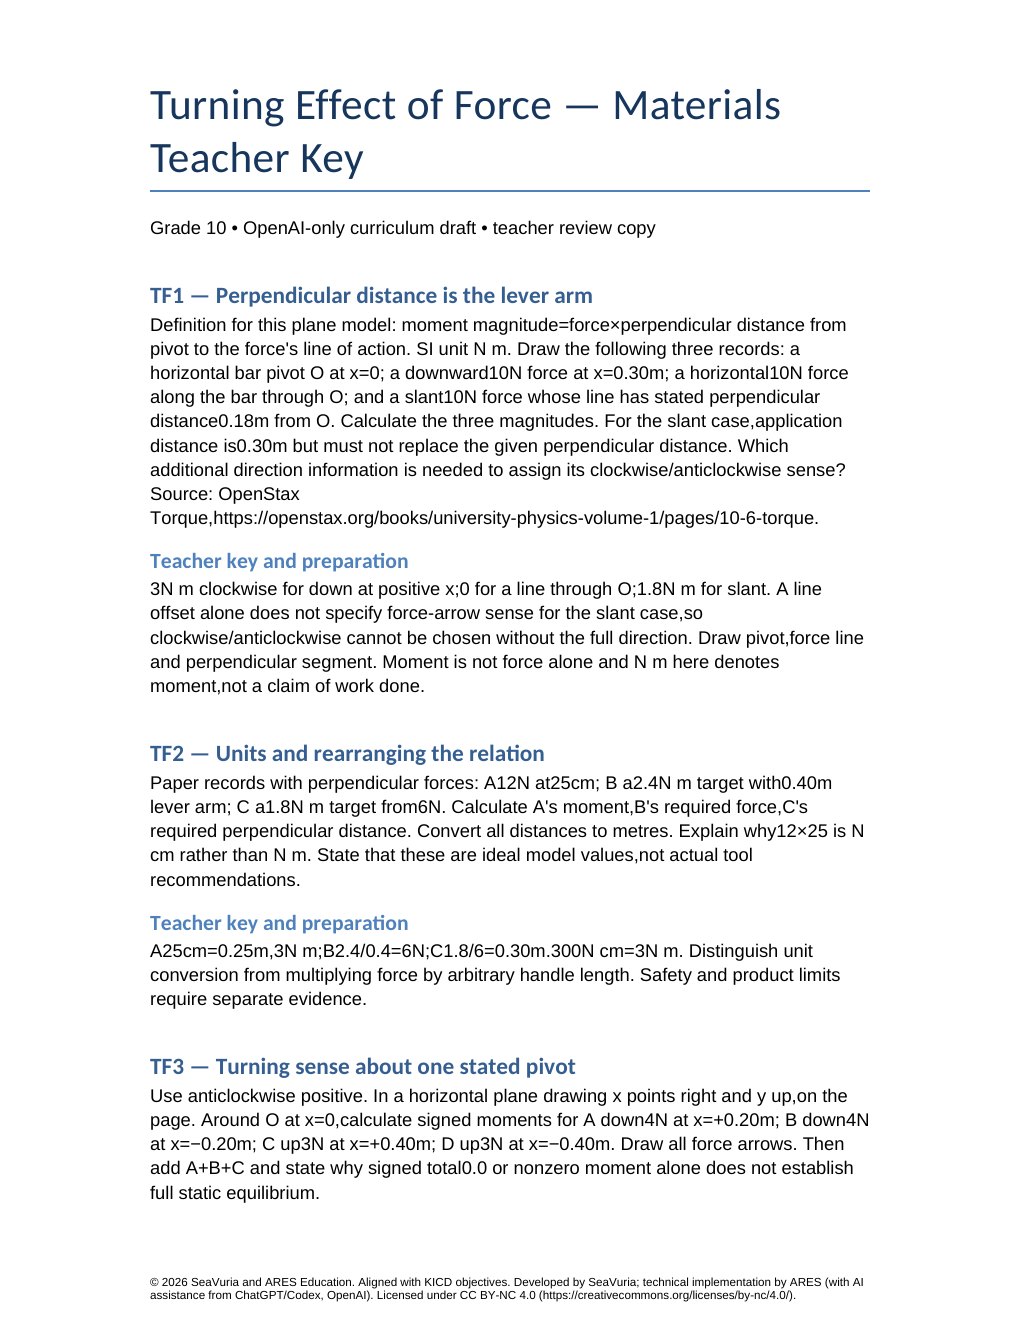 Turning Effect of Force — Materials
Teacher Key
Grade 10 • OpenAI-only curriculum draft • teacher review copy
TF1 — Perpendicular distance is the lever arm
Definition for this plane model: moment magnitude=force×perpendicular distance from
pivot to the force's line of action. SI unit N m. Draw the following three records: a
horizontal bar pivot O at x=0; a downward10N force at x=0.30m; a horizontal10N force
along the bar through O; and a slant10N force whose line has stated perpendicular
distance0.18m from O. Calculate the three magnitudes. For the slant case,application
distance is0.30m but must not replace the given perpendicular distance. Which
additional direction information is needed to assign its clockwise/anticlockwise sense?
Source: OpenStax
Torque,https://openstax.org/books/university-physics-volume-1/pages/10-6-torque.
Teacher key and preparation
3N m clockwise for down at positive x;0 for a line through O;1.8N m for slant. A line
offset alone does not specify force-arrow sense for the slant case,so
clockwise/anticlockwise cannot be chosen without the full direction. Draw pivot,force line
and perpendicular segment. Moment is not force alone and N m here denotes
moment,not a claim of work done.
TF2 — Units and rearranging the relation
Paper records with perpendicular forces: A12N at25cm; B a2.4N m target with0.40m
lever arm; C a1.8N m target from6N. Calculate A's moment,B's required force,C's
required perpendicular distance. Convert all distances to metres. Explain why12×25 is N
cm rather than N m. State that these are ideal model values,not actual tool
recommendations.
Teacher key and preparation
A25cm=0.25m,3N m;B2.4/0.4=6N;C1.8/6=0.30m.300N cm=3N m. Distinguish unit
conversion from multiplying force by arbitrary handle length. Safety and product limits
require separate evidence.
TF3 — Turning sense about one stated pivot
Use anticlockwise positive. In a horizontal plane drawing x points right and y up,on the
page. Around O at x=0,calculate signed moments for A down4N at x=+0.20m; B down4N
at x=−0.20m; C up3N at x=+0.40m; D up3N at x=−0.40m. Draw all force arrows. Then
add A+B+C and state why signed total0.0 or nonzero moment alone does not establish
full static equilibrium.
© 2026 SeaVuria and ARES Education. Aligned with KICD objectives. Developed by SeaVuria; technical implementation by ARES (with AI
assistance from ChatGPT/Codex, OpenAI). Licensed under CC BY-NC 4.0 (https://creativecommons.org/licenses/by-nc/4.0/).